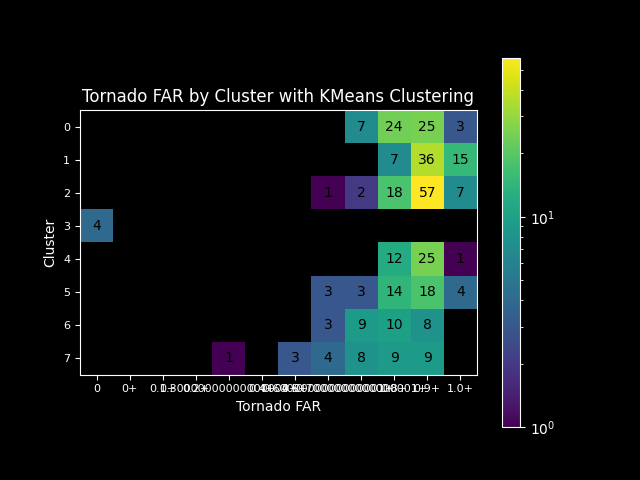 Tornado FAR by Cluster with KMeans Clustering
0 7 24 25 3
1 7 36 15
2 1 2 18 57 7
3 4
4 12 25 1
5 3 3 14 18 4
6 3 9 10 8
7 1 3 4 8 9 9
0 0+ 1.0+
Tornado FAR
Cluster
10¹
10⁰